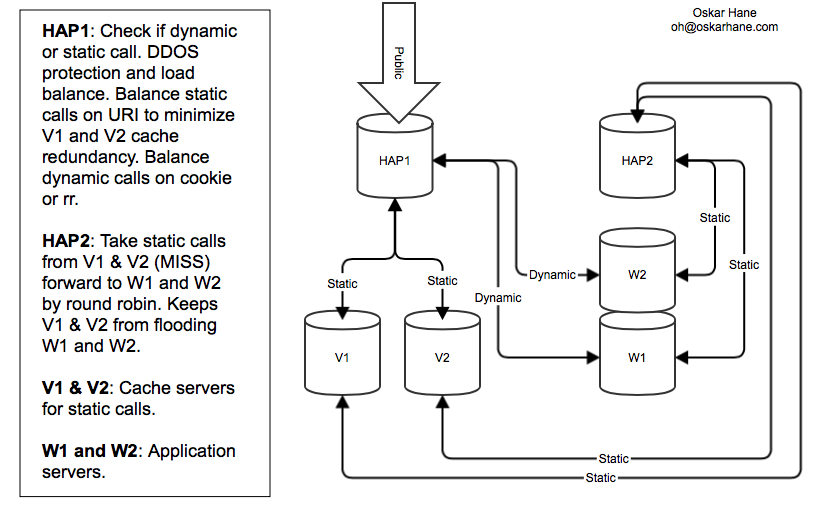 HAP1: Check if dynamic
or static call. DDOS
protection and load
balance. Balance static
calls on URI to minimize
V1 and V2 cache
redundancy. Balance
dynamic calls on cookie
or rr.
HAP2: Take static calls
from V1 & V2 (MISS)
forward to W1 and W2
by round robin. Keeps
V1 & V2 from flooding
W1 and W2.
V1 & V2: Cache servers
for static calls.
W1 and W2: Application
servers.
Oskar Hane
oh@oskarhane.com
Public
HAP1
HAP2
Static
Static
W2
Dynamic
Dynamic
Static
Static
V1
V2
W1
Static
Static